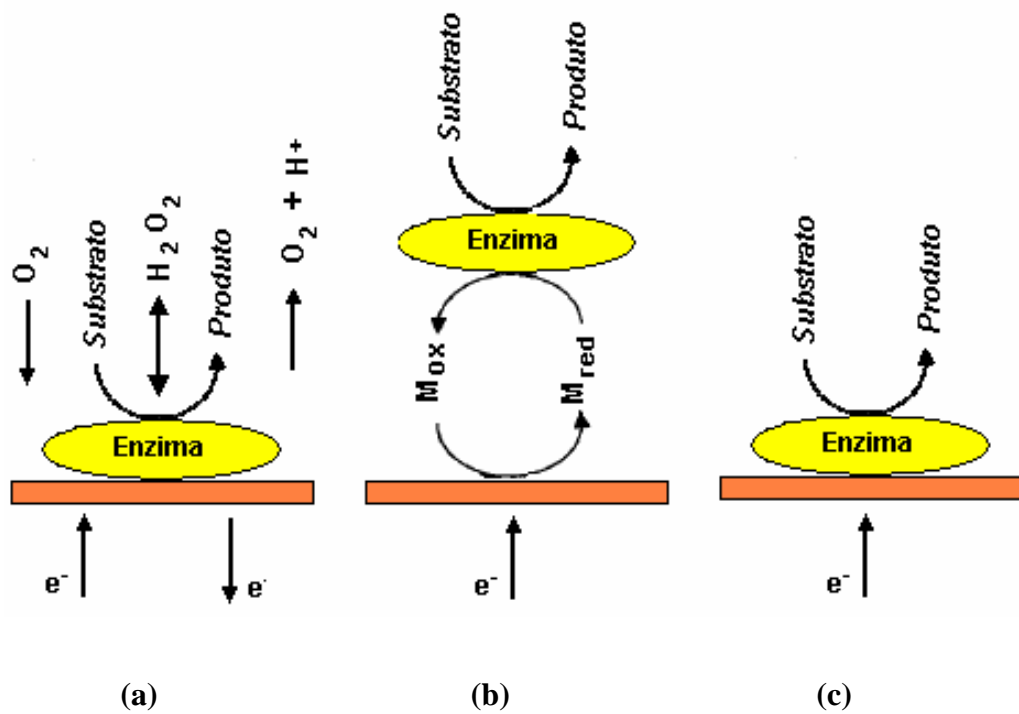 O2
Substrato
H2O2
Produto
O2 + H+
Enzima
e-
e-
(a)
Substrato
Produto
Enzima
Mox
Mred
e-
(b)
Substrato
Produto
Enzima
e-
(c)